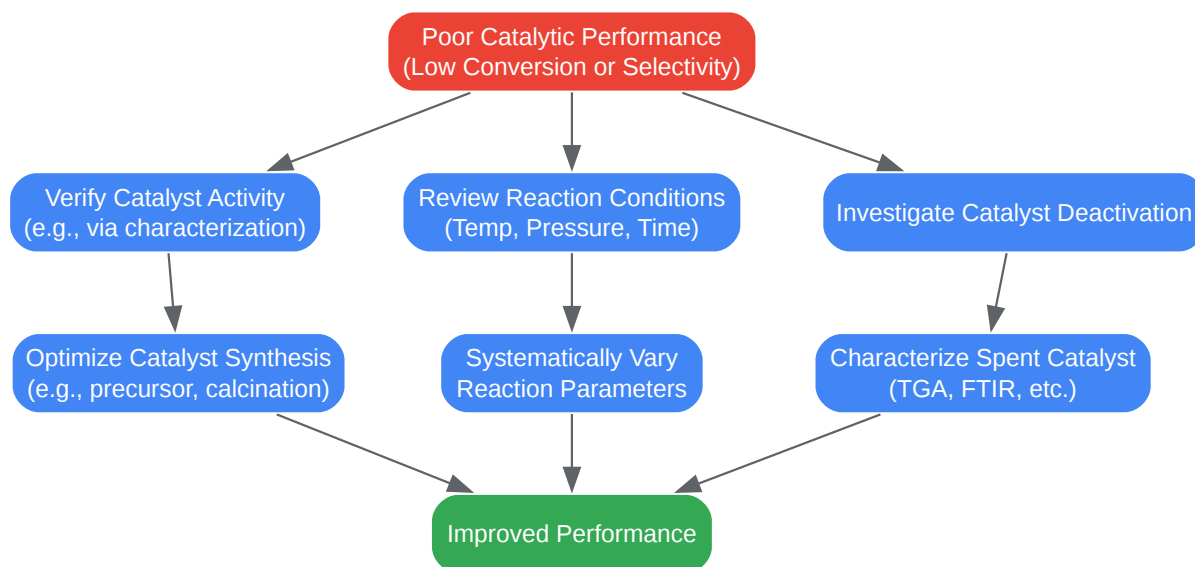 Poor Catalytic Performance
(Low Conversion or Selectivity)
Verify Catalyst Activity
(e.g., via characterization)
Review Reaction Conditions
(Temp, Pressure, Time)
Investigate Catalyst Deactivation
Optimize Catalyst Synthesis
(e.g., precursor, calcination)
Systematically Vary
Reaction Parameters
Characterize Spent Catalyst
(TGA, FTIR, etc.)
Improved Performance